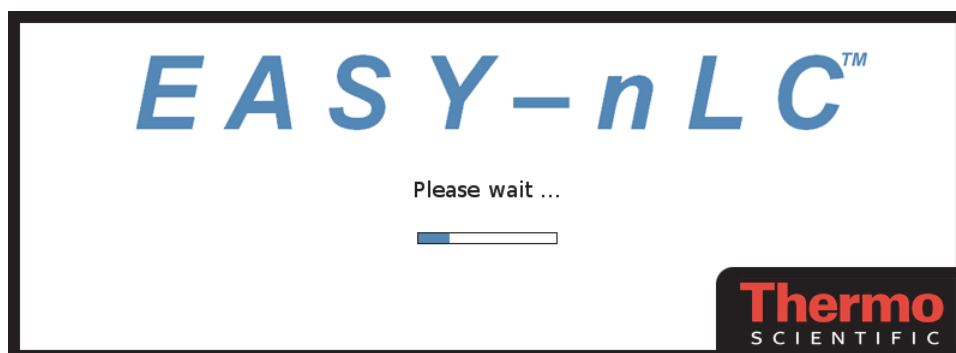 EASY–nLC™
Please wait ...
Thermo
SCIENTIFIC